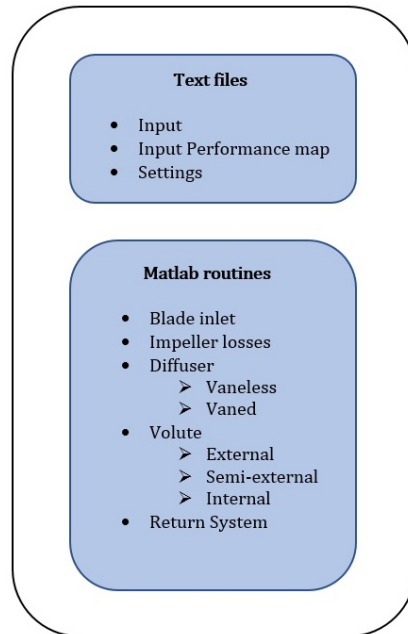 Text files
• Input
• Input Performance map
• Settings
Matlab routines
• Blade inlet
• Impeller losses
• Diffuser
➢ Vaneless
➢ Vaned
• Volute
➢ External
➢ Semi-external
➢ Internal
• Return System